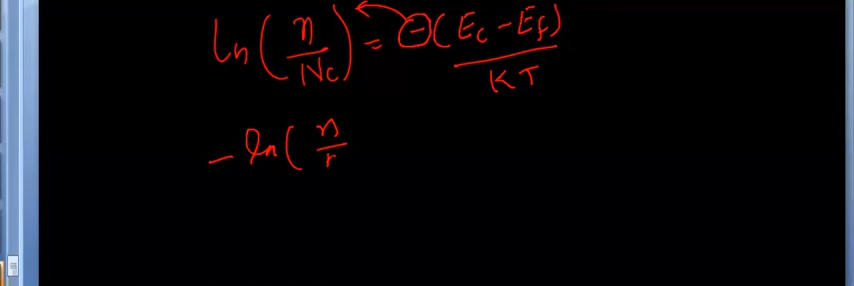 ln(n/Nc) = -(Ec-Ef)/KT
-ln(n/